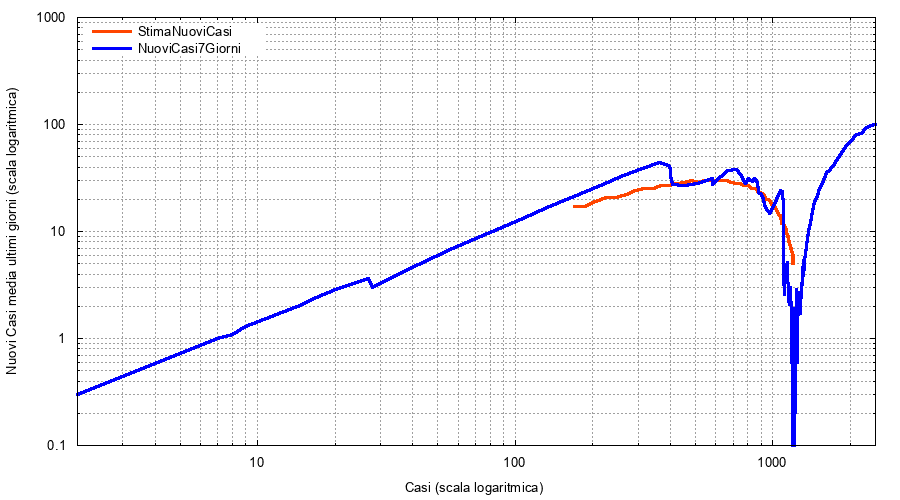 1000
StimaNuoviCasi
NuoviCasi7Giorni
100
10
1
0.1
10
100
1000
Nuovi Casi media ultimi giorni (scala logaritmica)
Casi (scala logaritmica)